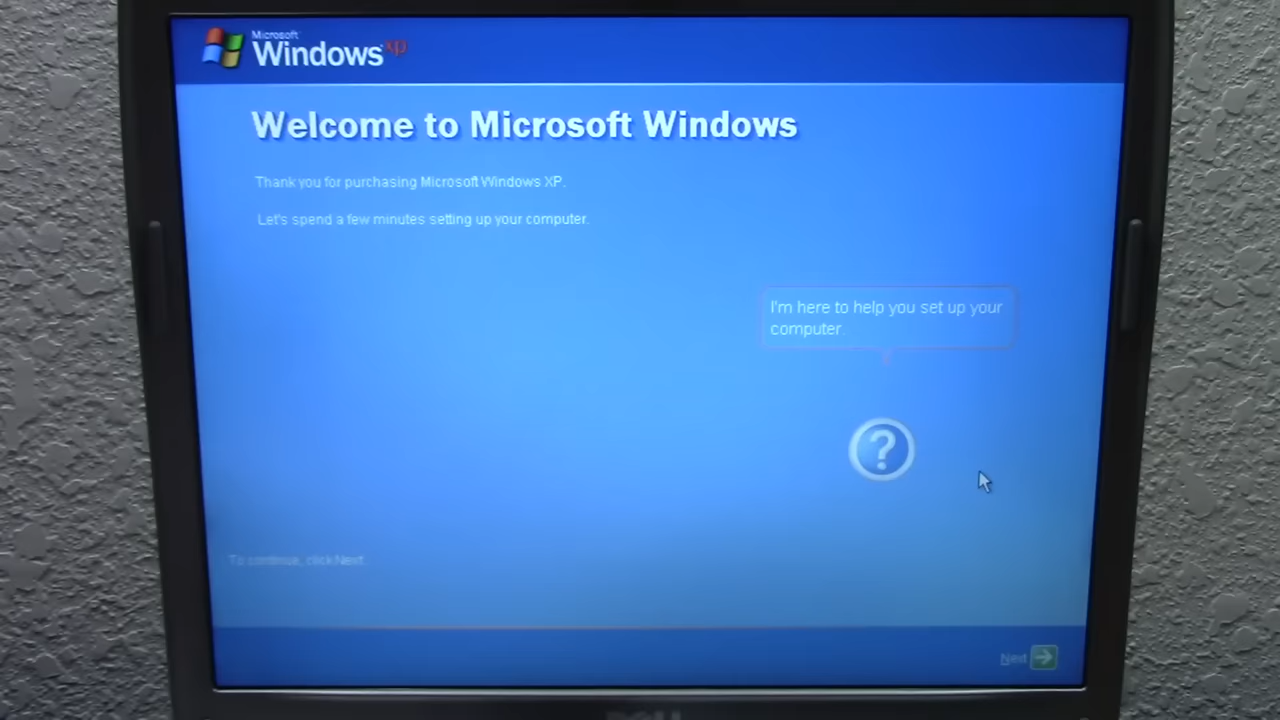 Microsoft
Windows xp
Welcome to Microsoft Windows
Thank you for purchasing Microsoft Windows XP.
Let's spend a few minutes setting up your computer.
I'm here to help you set up your
computer.
?
To continue, click Next.
Next
DELL